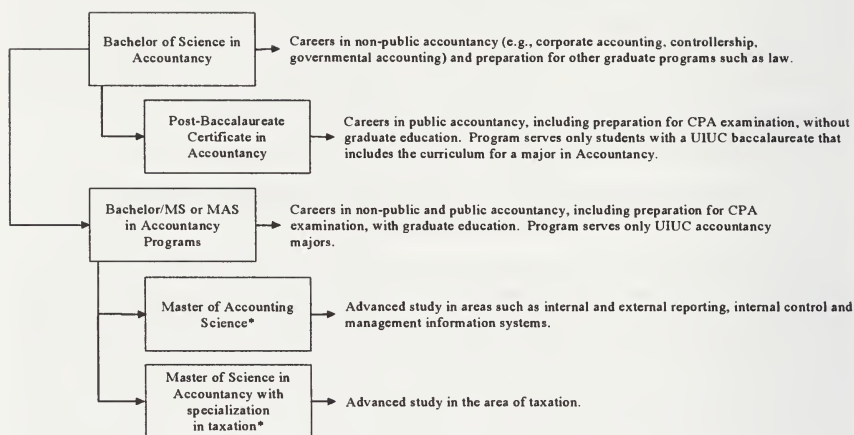 Bachelor of Science in
Accountancy
Careers in non-public accountancy (e.g., corporate accounting, controllership,
governmental accounting) and preparation for other graduate programs such as law.
Post-Baccalaureate
Certificate in
Accountancy
Careers in public accountancy, including preparation for CPA examination, without
graduate education. Program serves only students with a UIUC baccalaureate that
includes the curriculum for a major in Accountancy.
Bachelor/MS or MAS
in Accountancy
Programs
Careers in non-public and public accountancy, including preparation for CPA
examination, with graduate education. Program serves only UIUC accountancy
majors.
Master of Accounting
Science*
Advanced study in areas such as internal and external reporting, internal control and
management information systems.
Master of Science in
Accountancy with
specialization
in taxation*
Advanced study in the area of taxation.